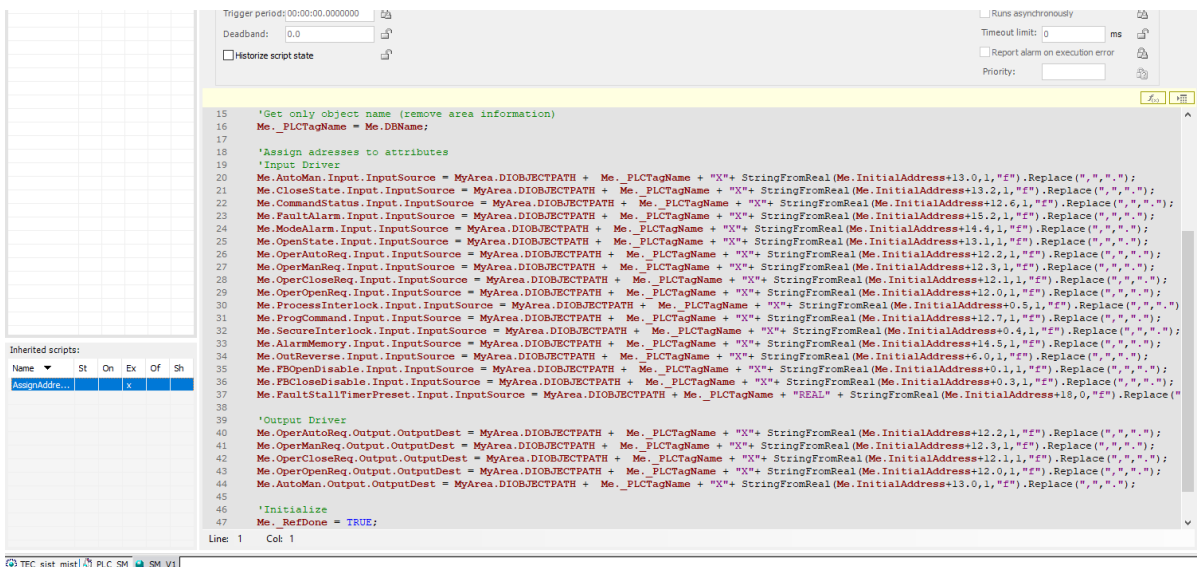 Trigger period: 00:00:00.0000000
Runs asynchronously
Deadband: 0.0
Timeout limit: 0 ms
Historize script state
Report alarm on execution error
Priority:
15 'Get only object name (remove area information)
16 Me._PLCTagName = Me.DBName;
17
18 'Assign adresses to attributes
19 'Input Driver
20 Me.AutoMan.Input.InputSource = MyArea.DIOBJECTPATH + Me._PLCTagName + "X"+ StringFromReal(Me.InitialAddress+13.0,1,"f").Replace(",",".");
21 Me.CloseState.Input.InputSource = MyArea.DIOBJECTPATH + Me._PLCTagName + "X"+ StringFromReal(Me.InitialAddress+13.2,1,"f").Replace(",",".");
22 Me.CommandStatus.Input.InputSource = MyArea.DIOBJECTPATH + Me._PLCTagName + "X"+ StringFromReal(Me.InitialAddress+12.6,1,"f").Replace(",",".");
23 Me.FaultAlarm.Input.InputSource = MyArea.DIOBJECTPATH + Me._PLCTagName + "X"+ StringFromReal(Me.InitialAddress+15.2,1,"f").Replace(",",".");
24 Me.ModeAlarm.Input.InputSource = MyArea.DIOBJECTPATH + Me._PLCTagName + "X"+ StringFromReal(Me.InitialAddress+14.4,1,"f").Replace(",",".");
25 Me.OpenState.Input.InputSource = MyArea.DIOBJECTPATH + Me._PLCTagName + "X"+ StringFromReal(Me.InitialAddress+13.1,1,"f").Replace(",",".");
26 Me.OperAutoReq.Input.InputSource = MyArea.DIOBJECTPATH + Me._PLCTagName + "X"+ StringFromReal(Me.InitialAddress+12.2,1,"f").Replace(",",".");
27 Me.OperManReq.Input.InputSource = MyArea.DIOBJECTPATH + Me._PLCTagName + "X"+ StringFromReal(Me.InitialAddress+12.3,1,"f").Replace(",",".");
28 Me.OperCloseReq.Input.InputSource = MyArea.DIOBJECTPATH + Me._PLCTagName + "X"+ StringFromReal(Me.InitialAddress+12.1,1,"f").Replace(",",".");
29 Me.OperOpenReq.Input.InputSource = MyArea.DIOBJECTPATH + Me._PLCTagName + "X"+ StringFromReal(Me.InitialAddress+12.0,1,"f").Replace(",",".");
30 Me.ProcessInterlock.Input.InputSource = MyArea.DIOBJECTPATH + Me._PLCTagName + "X"+ StringFromReal(Me.InitialAddress+0.5,1,"f").Replace(",",".")
31 Me.ProgCommand.Input.InputSource = MyArea.DIOBJECTPATH + Me._PLCTagName + "X"+ StringFromReal(Me.InitialAddress+12.7,1,"f").Replace(",",".");
32 Me.SecureInterlock.Input.InputSource = MyArea.DIOBJECTPATH + Me._PLCTagName + "X"+ StringFromReal(Me.InitialAddress+0.4,1,"f").Replace(",",".");
33 Me.AlarmMemory.Input.InputSource = MyArea.DIOBJECTPATH + Me._PLCTagName + "X"+ StringFromReal(Me.InitialAddress+14.5,1,"f").Replace(",",".");
34 Me.OutReverse.Input.InputSource = MyArea.DIOBJECTPATH + Me._PLCTagName + "X"+ StringFromReal(Me.InitialAddress+6.0,1,"f").Replace(",",".");
35 Me.FBOpenDisable.Input.InputSource = MyArea.DIOBJECTPATH + Me._PLCTagName + "X"+ StringFromReal(Me.InitialAddress+0.1,1,"f").Replace(",",".");
36 Me.FBCloseDisable.Input.InputSource = MyArea.DIOBJECTPATH + Me._PLCTagName + "X"+ StringFromReal(Me.InitialAddress+0.3,1,"f").Replace(",",".");
37 Me.FaultStallTimerPreset.Input.InputSource = MyArea.DIOBJECTPATH + Me._PLCTagName + "REAL" + StringFromReal(Me.InitialAddress+18,0,"f").Replace("
38
39 'Output Driver
40 Me.OperAutoReq.Output.OutputDest = MyArea.DIOBJECTPATH + Me._PLCTagName + "X"+ StringFromReal(Me.InitialAddress+12.2,1,"f").Replace(",",".");
41 Me.OperManReq.Output.OutputDest = MyArea.DIOBJECTPATH + Me._PLCTagName + "X"+ StringFromReal(Me.InitialAddress+12.3,1,"f").Replace(",",".");
42 Me.OperCloseReq.Output.OutputDest = MyArea.DIOBJECTPATH + Me._PLCTagName + "X"+ StringFromReal(Me.InitialAddress+12.1,1,"f").Replace(",",".");
43 Me.OperOpenReq.Output.OutputDest = MyArea.DIOBJECTPATH + Me._PLCTagName + "X"+ StringFromReal(Me.InitialAddress+12.0,1,"f").Replace(",",".");
44 Me.AutoMan.Output.OutputDest = MyArea.DIOBJECTPATH + Me._PLCTagName + "X"+ StringFromReal(Me.InitialAddress+13.0,1,"f").Replace(",",".");
45
46 'Initialize
47 Me._RefDone = TRUE;
Line: 1 Col: 1
Inherited scripts:
Name St On Ex Of Sh
AssignAddre... x
TEC_sist_mist PLC_SM SM_V1